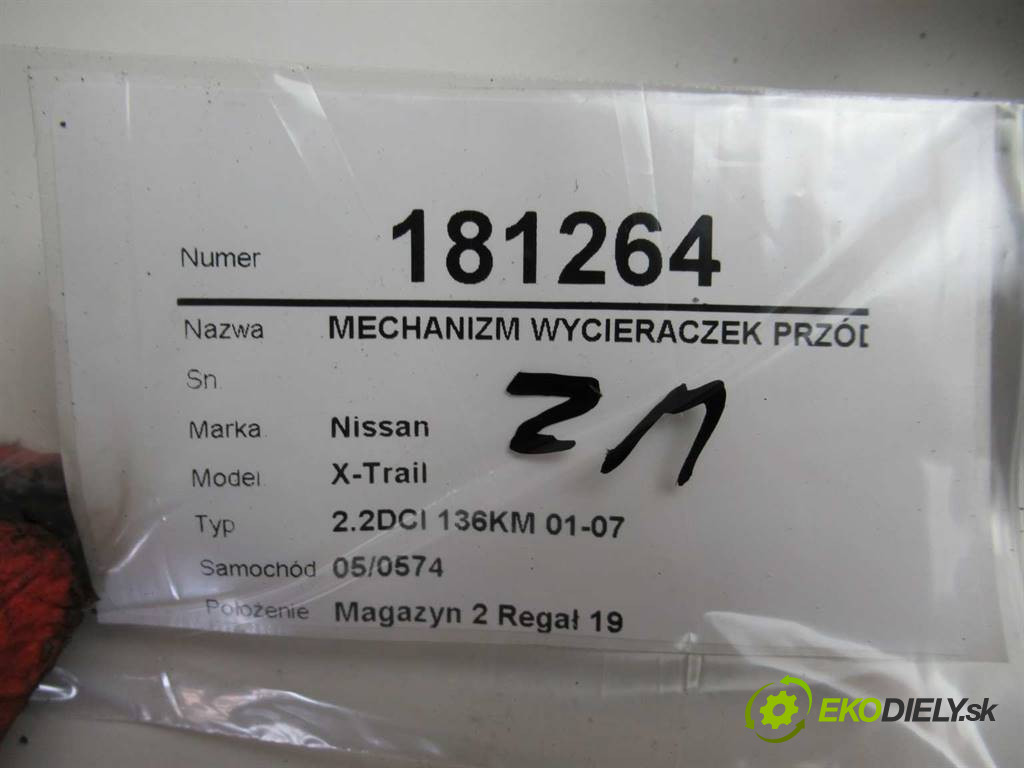 Numer 181264
Nazwa MECHANIZM WYCIERACZEK PRZÓD
Sn.
Marka Nissan
Model X-Trail
Typ 2.2DCI 136KM 01-07
Samochód 05/0574
Położenie Magazyn 2 Regał 19
ZM
EKODIELY.sk